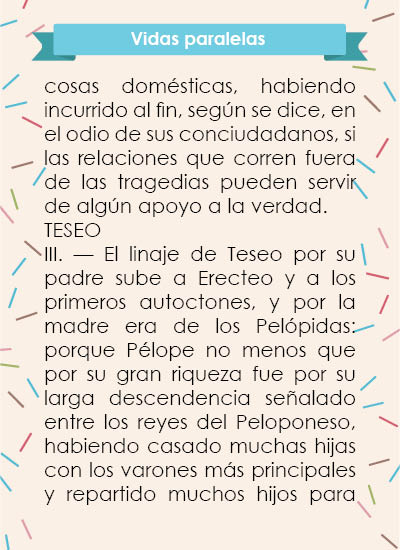 Vidas paralelas
cosas domésticas, habiendo
incurrido al fin, según se dice, en
el odio de sus conciudadanos, si
las relaciones que corren fuera
de las tragedias pueden servir
de algún apoyo a la verdad.
TESEO
III. — El linaje de Teseo por su
padre sube a Erecteo y a los
primeros autoctones, y por la
madre era de los Pelópidas:
porque Pélope no menos que
por su gran riqueza fue por su
larga descendencia señalado
entre los reyes del Peloponeso,
habiendo casado muchas hijas
con los varones más principales
y repartido muchos hijos para